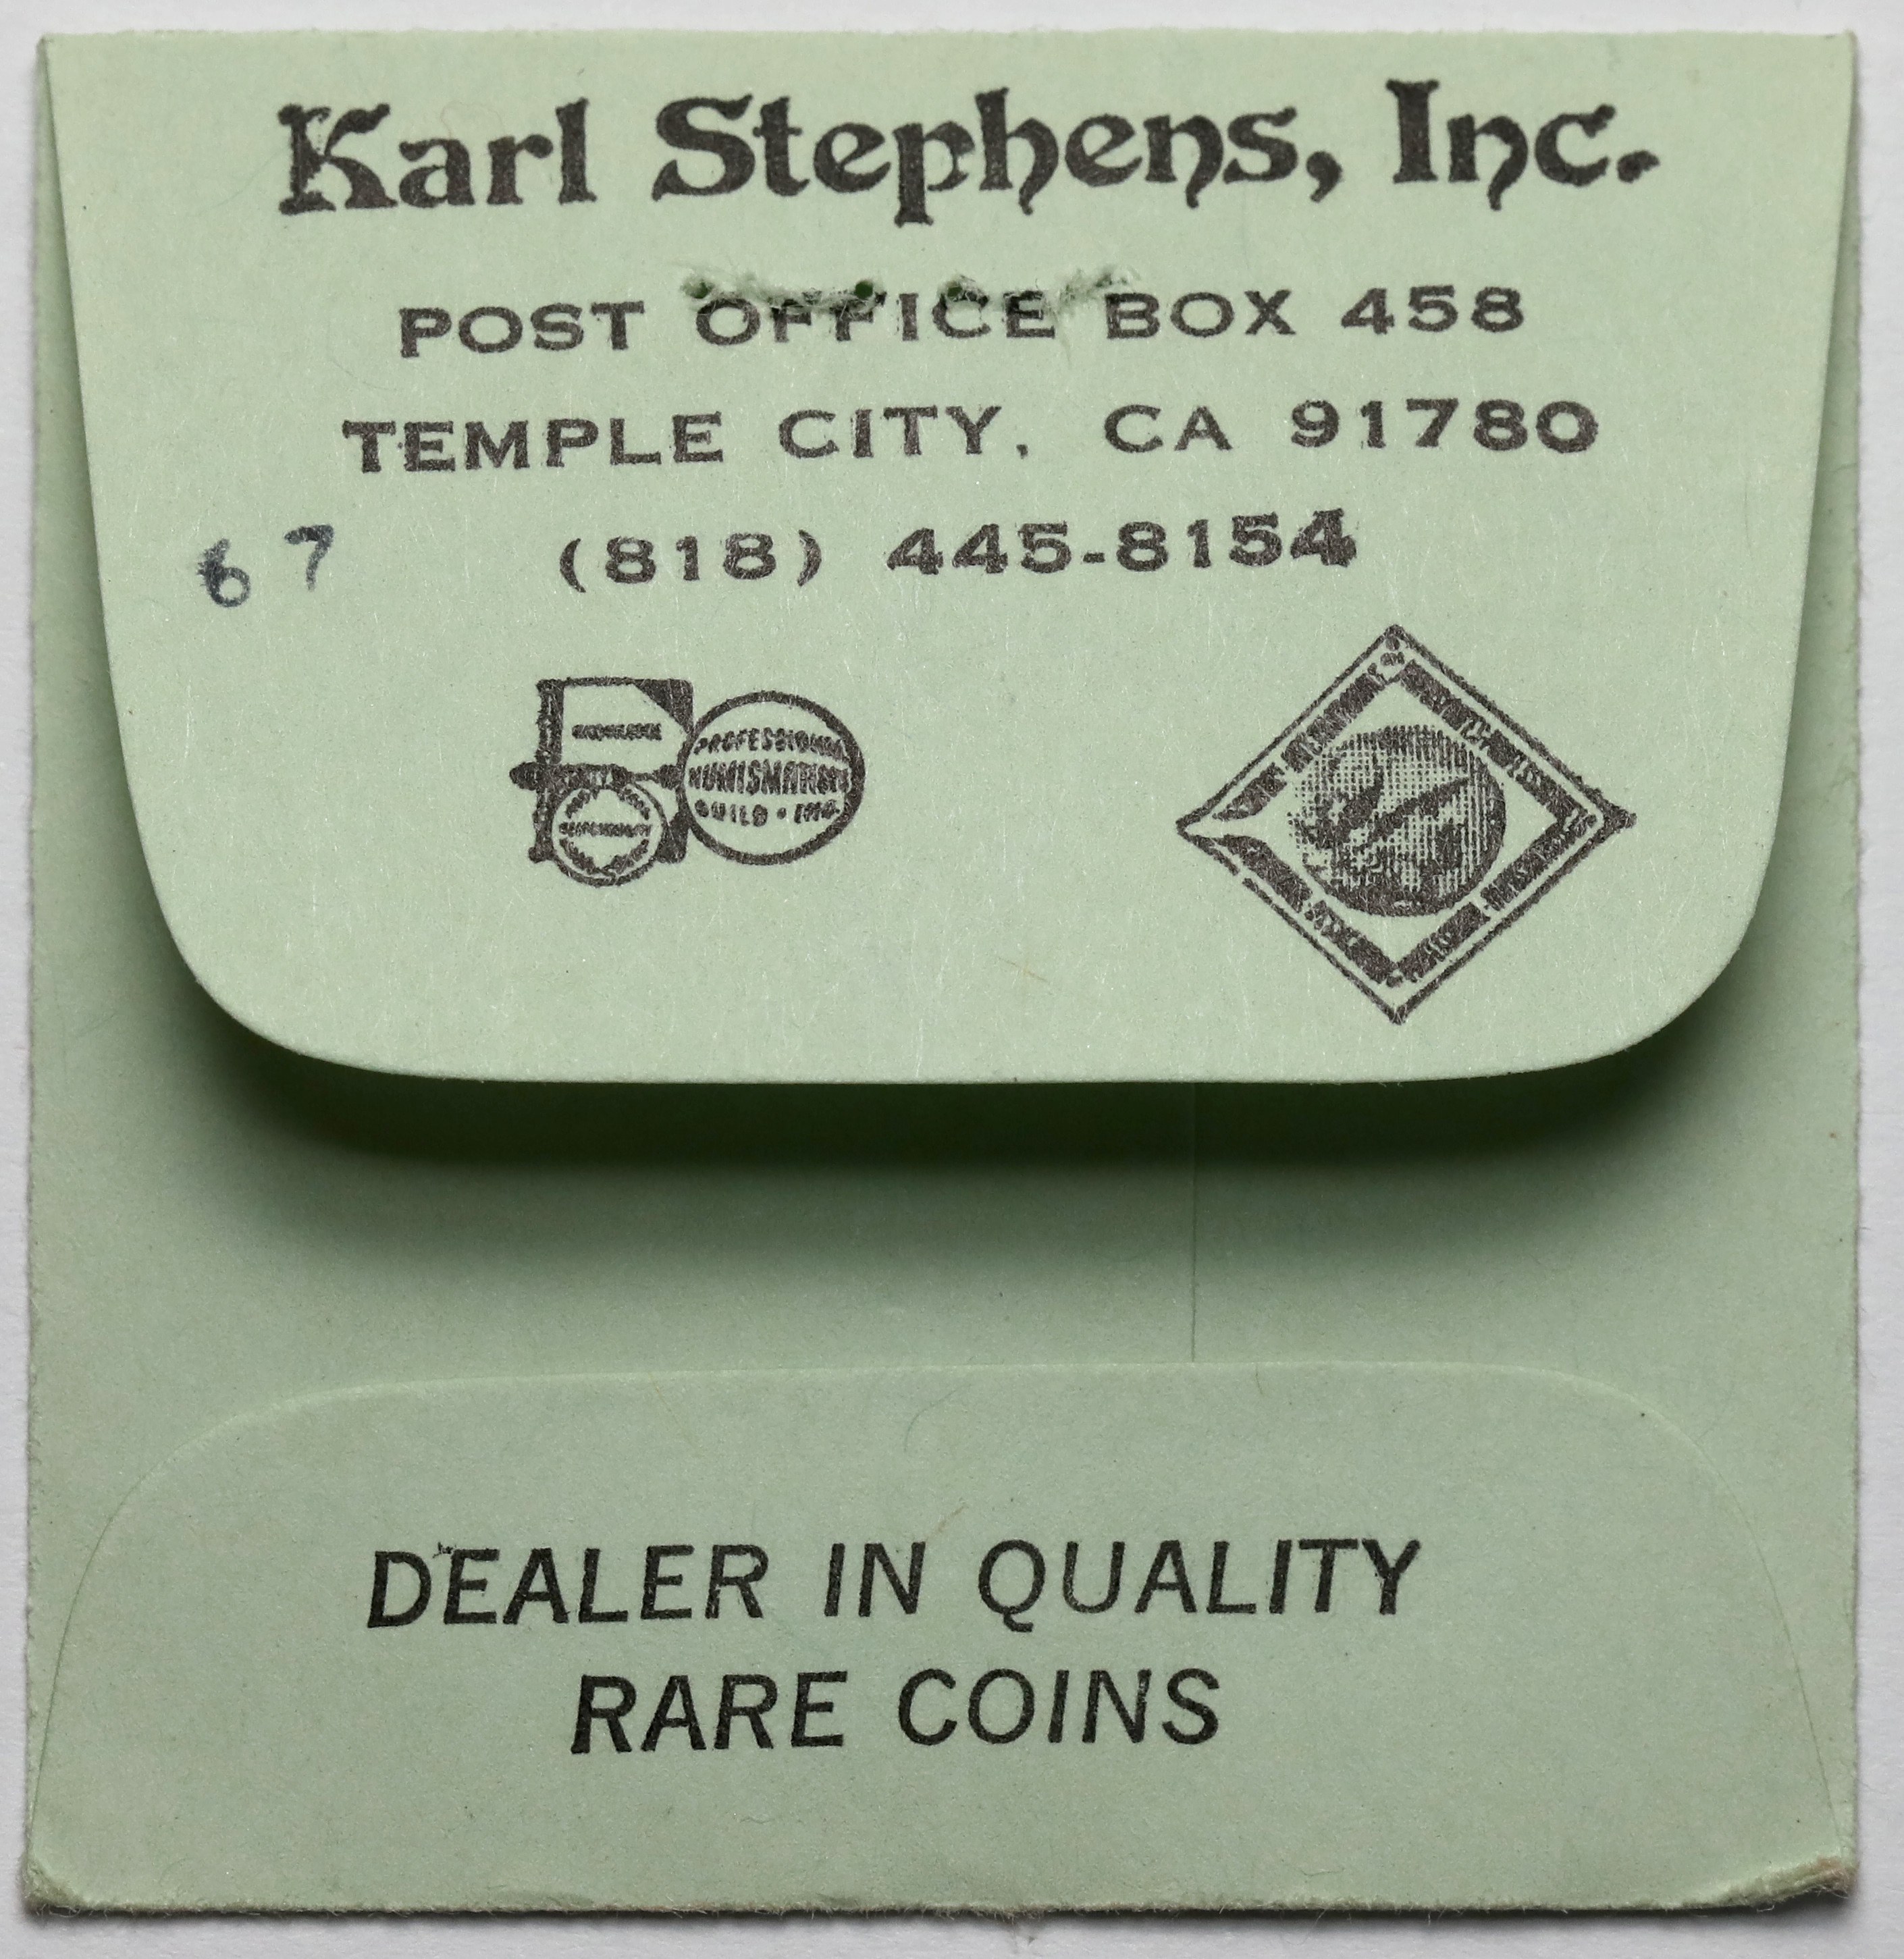 Karl Stephens, Inc.
POST OFFICE BOX 458
TEMPLE CITY, CA 91780
67
(818) 445-8154
PROFESSIONAL
NUMISMATISTS
GUILD • INC.
DEALER IN QUALITY
RARE COINS